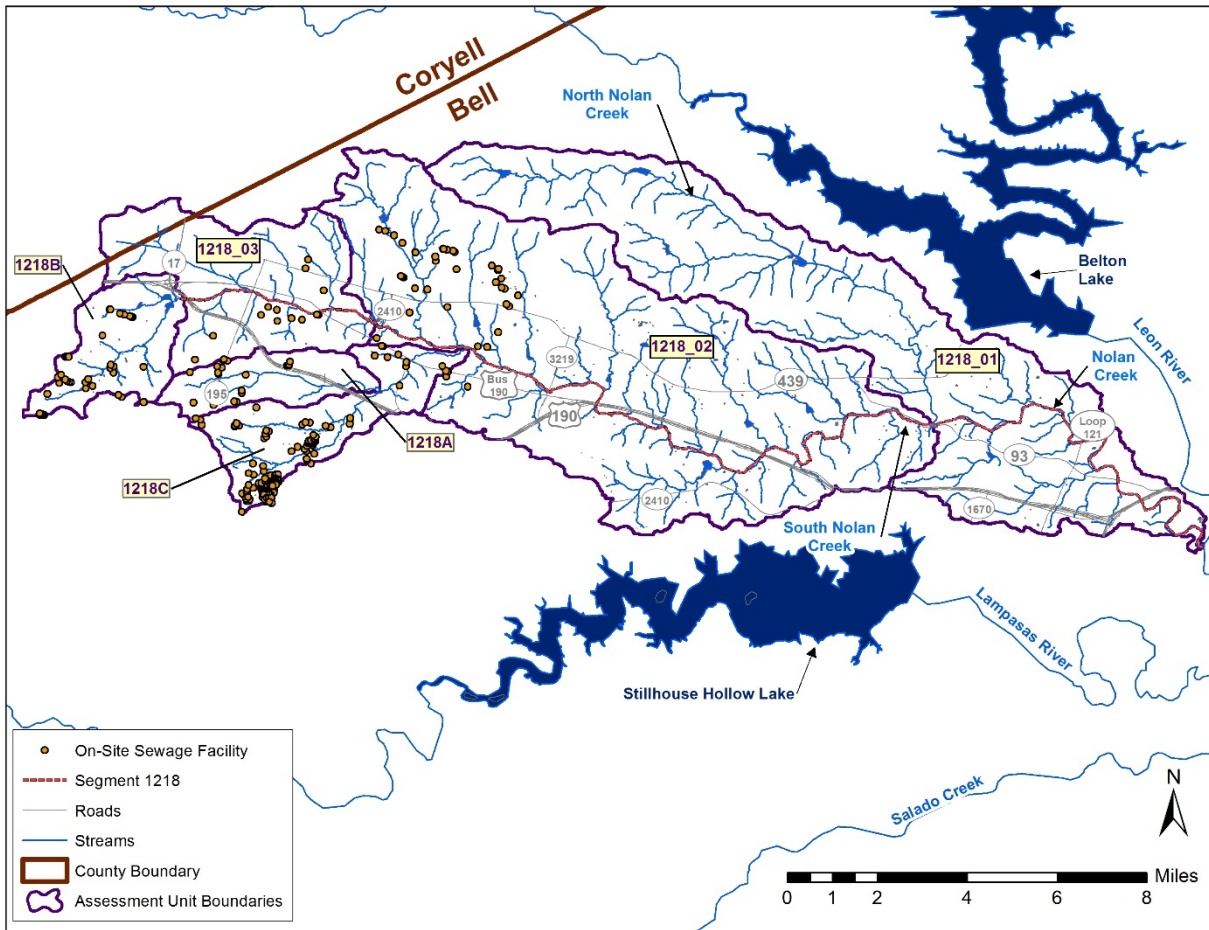 Coryell
Bell
North Nolan
Creek
1218_03
1218B
17
Belton
Lake
2410
Leon River
3219
1218_02
1218_01
Nolan
Creek
Bus
190
439
195
190
Loop
121
1218A
93
1218C
2410
1670
South Nolan
Creek
Lampasas River
Stillhouse Hollow Lake
On-Site Sewage Facility
Segment 1218
Roads
Streams
County Boundary
Assessment Unit Boundaries
Salado Creek
N
Miles
0 1 2 4 6 8